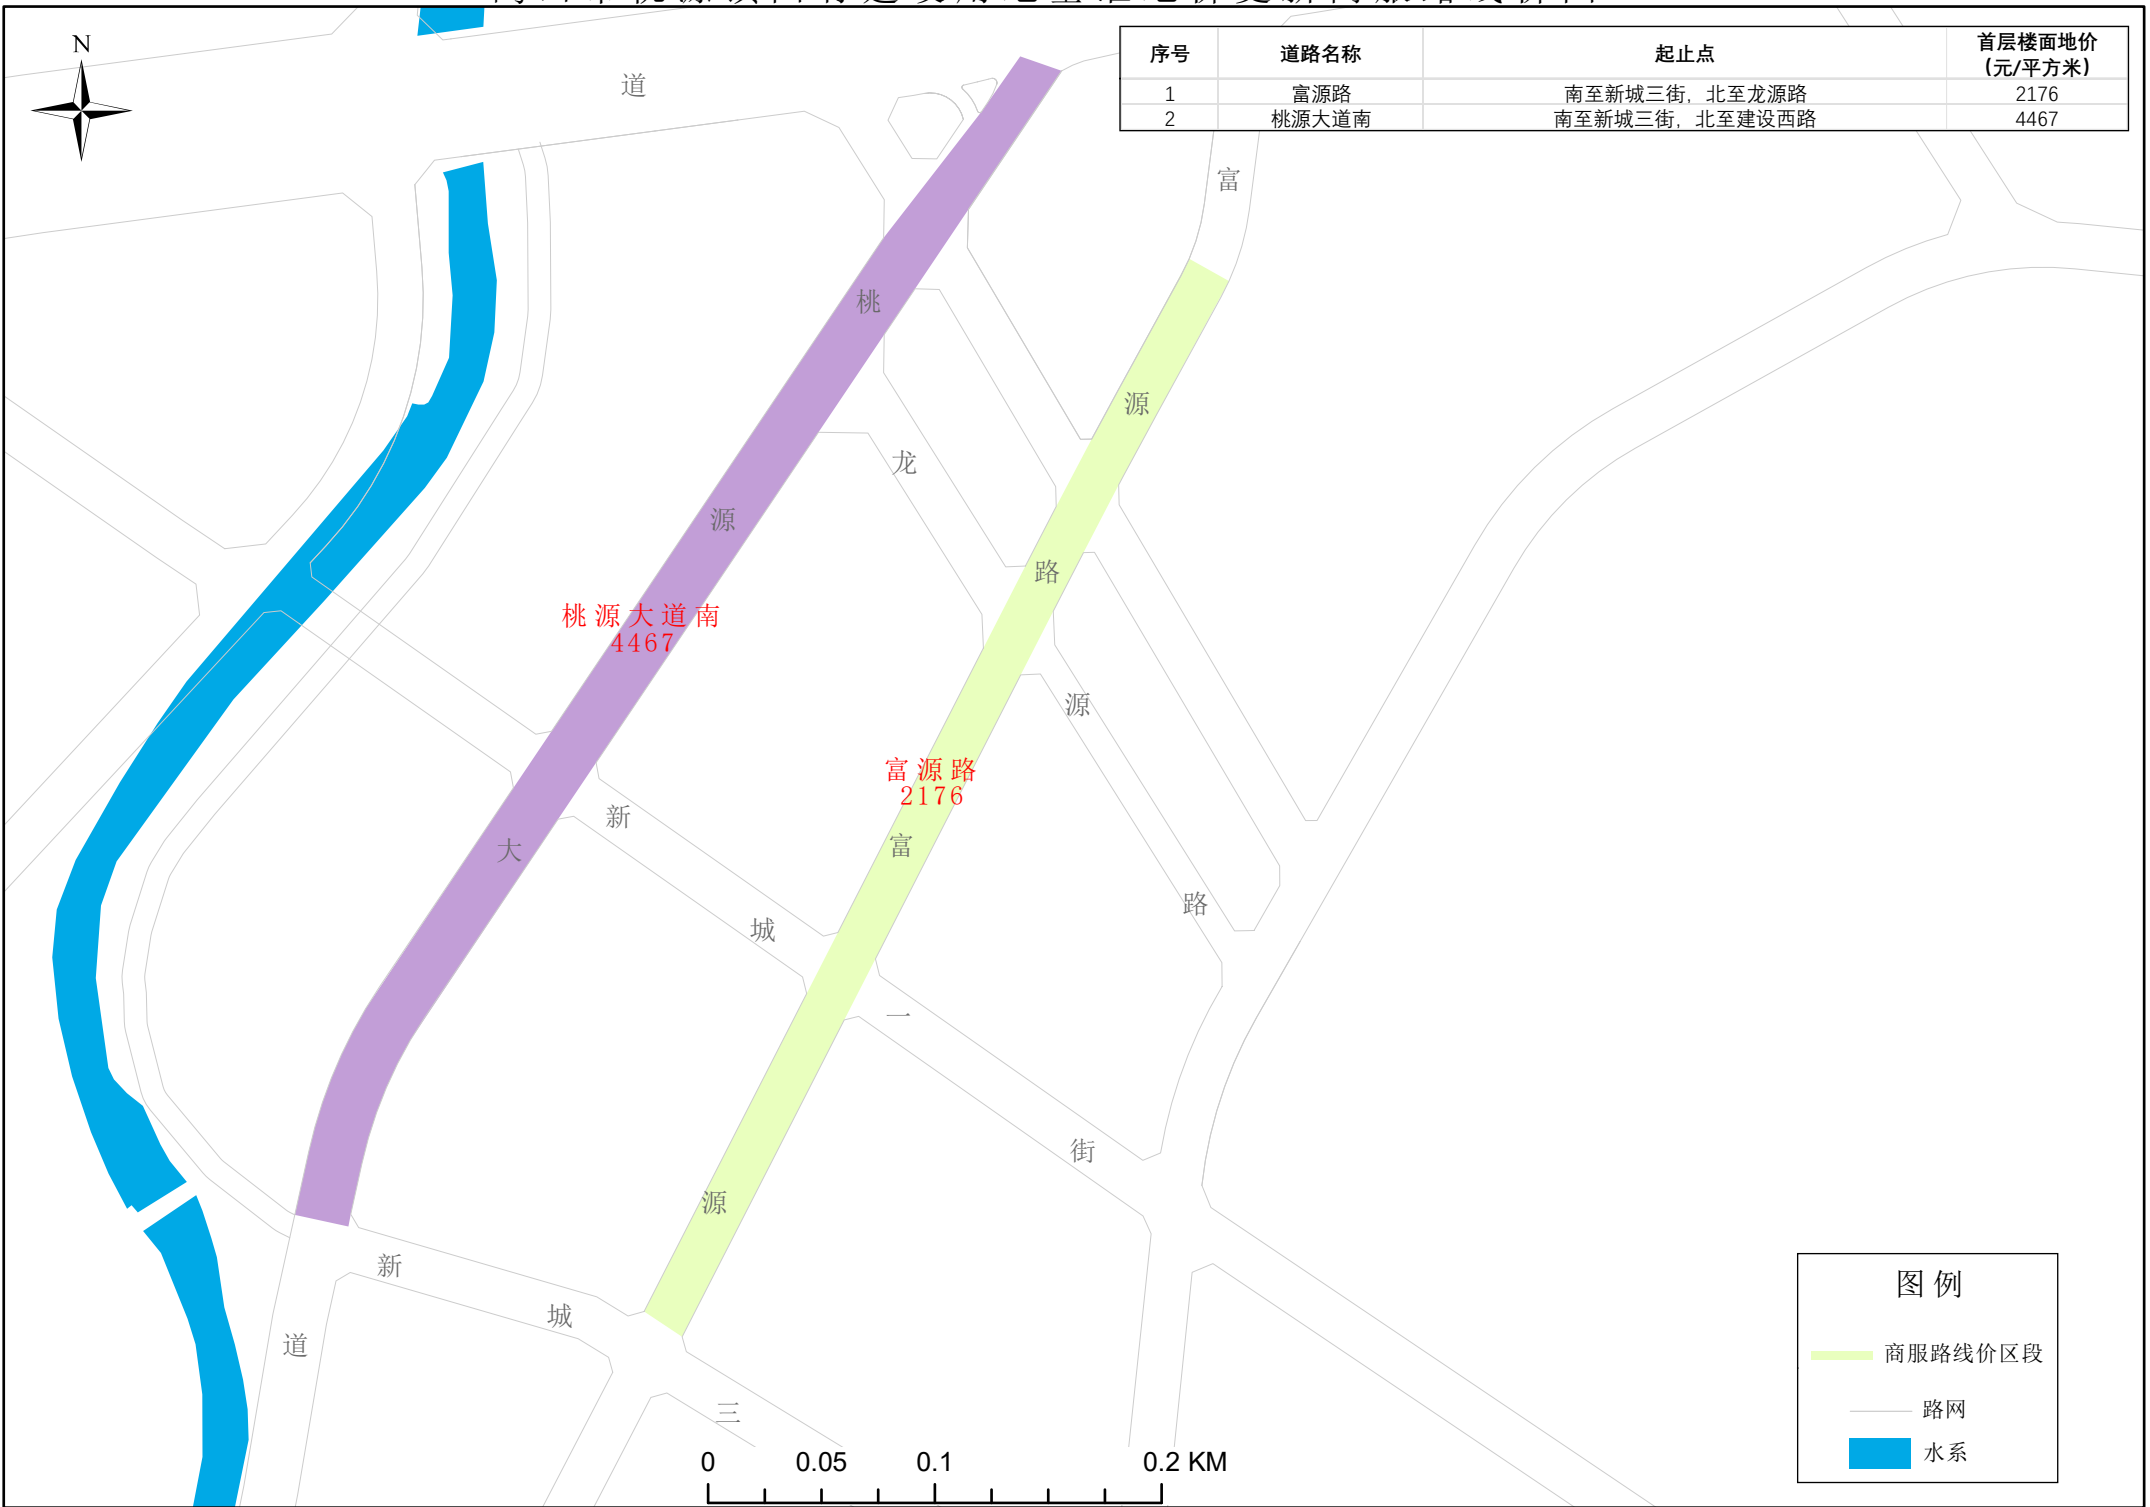 N
序号 道路名称 起止点 首层楼面地价(元/平方米)
1 富源路 南至新城三街，北至龙源路 2176
2 桃源大道南 南至新城三街，北至建设西路 4467
道
富
桃
源
龙
源
路
桃源大道南
4467
源
富源路
2176
新
大
富
路
城
一
街
源
新
城
道
三
图例
商服路线价区段
路网
水系
0 0.05 0.1 0.2 KM